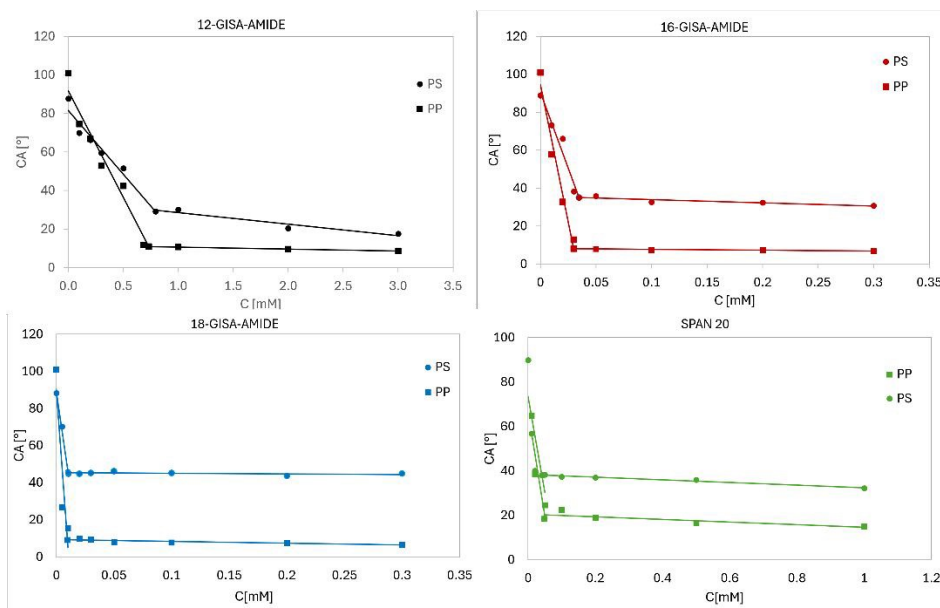 12-GISA-AMIDE
120
100
80
60
40
20
0
CA [°]
PS
PP
0.0 0.5 1.0 1.5 2.0 2.5 3.0 3.5
C [mM]
16-GISA-AMIDE
120
100
80
60
40
20
0
CA [°]
PS
PP
0 0.05 0.1 0.15 0.2 0.25 0.3 0.35
C [mM]
18-GISA-AMIDE
120
100
80
60
40
20
0
CA [°]
PS
PP
0 0.05 0.1 0.15 0.2 0.25 0.3 0.35
C[mM]
SPAN 20
100
80
60
40
20
0
CA [°]
PP
PS
0 0.2 0.4 0.6 0.8 1 1.2
C[mM]